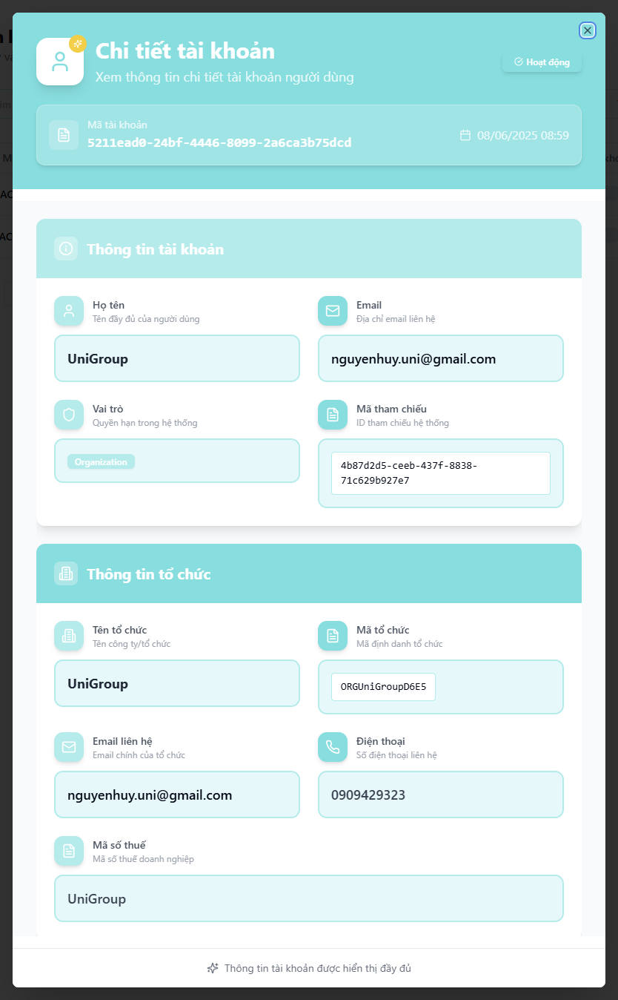 Chi tiết tài khoản
Xem thông tin chi tiết tài khoản người dùng
Hoạt động
Mã tài khoản
5211ead0-24bf-4446-8099-2a6ca3b75dcd
08/06/2025 08:59
Thông tin tài khoản
Họ tên
Tên đầy đủ của người dùng
UniGroup
Email
Địa chỉ email liên hệ
nguyenhuy.uni@gmail.com
Vai trò
Quyền hạn trong hệ thống
Organization
Mã tham chiếu
ID tham chiếu hệ thống
4b87d2d5-ceeb-437f-8838-
71c629b927e7
Thông tin tổ chức
Tên tổ chức
Tên công ty/tổ chức
UniGroup
Mã tổ chức
Mã định danh tổ chức
ORGUniGroupD6E5
Email liên hệ
Email chính của tổ chức
nguyenhuy.uni@gmail.com
Điện thoại
Số điện thoại liên hệ
0909429323
Mã số thuế
Mã số thuế doanh nghiệp
UniGroup
Thông tin tài khoản được hiển thị đầy đủ